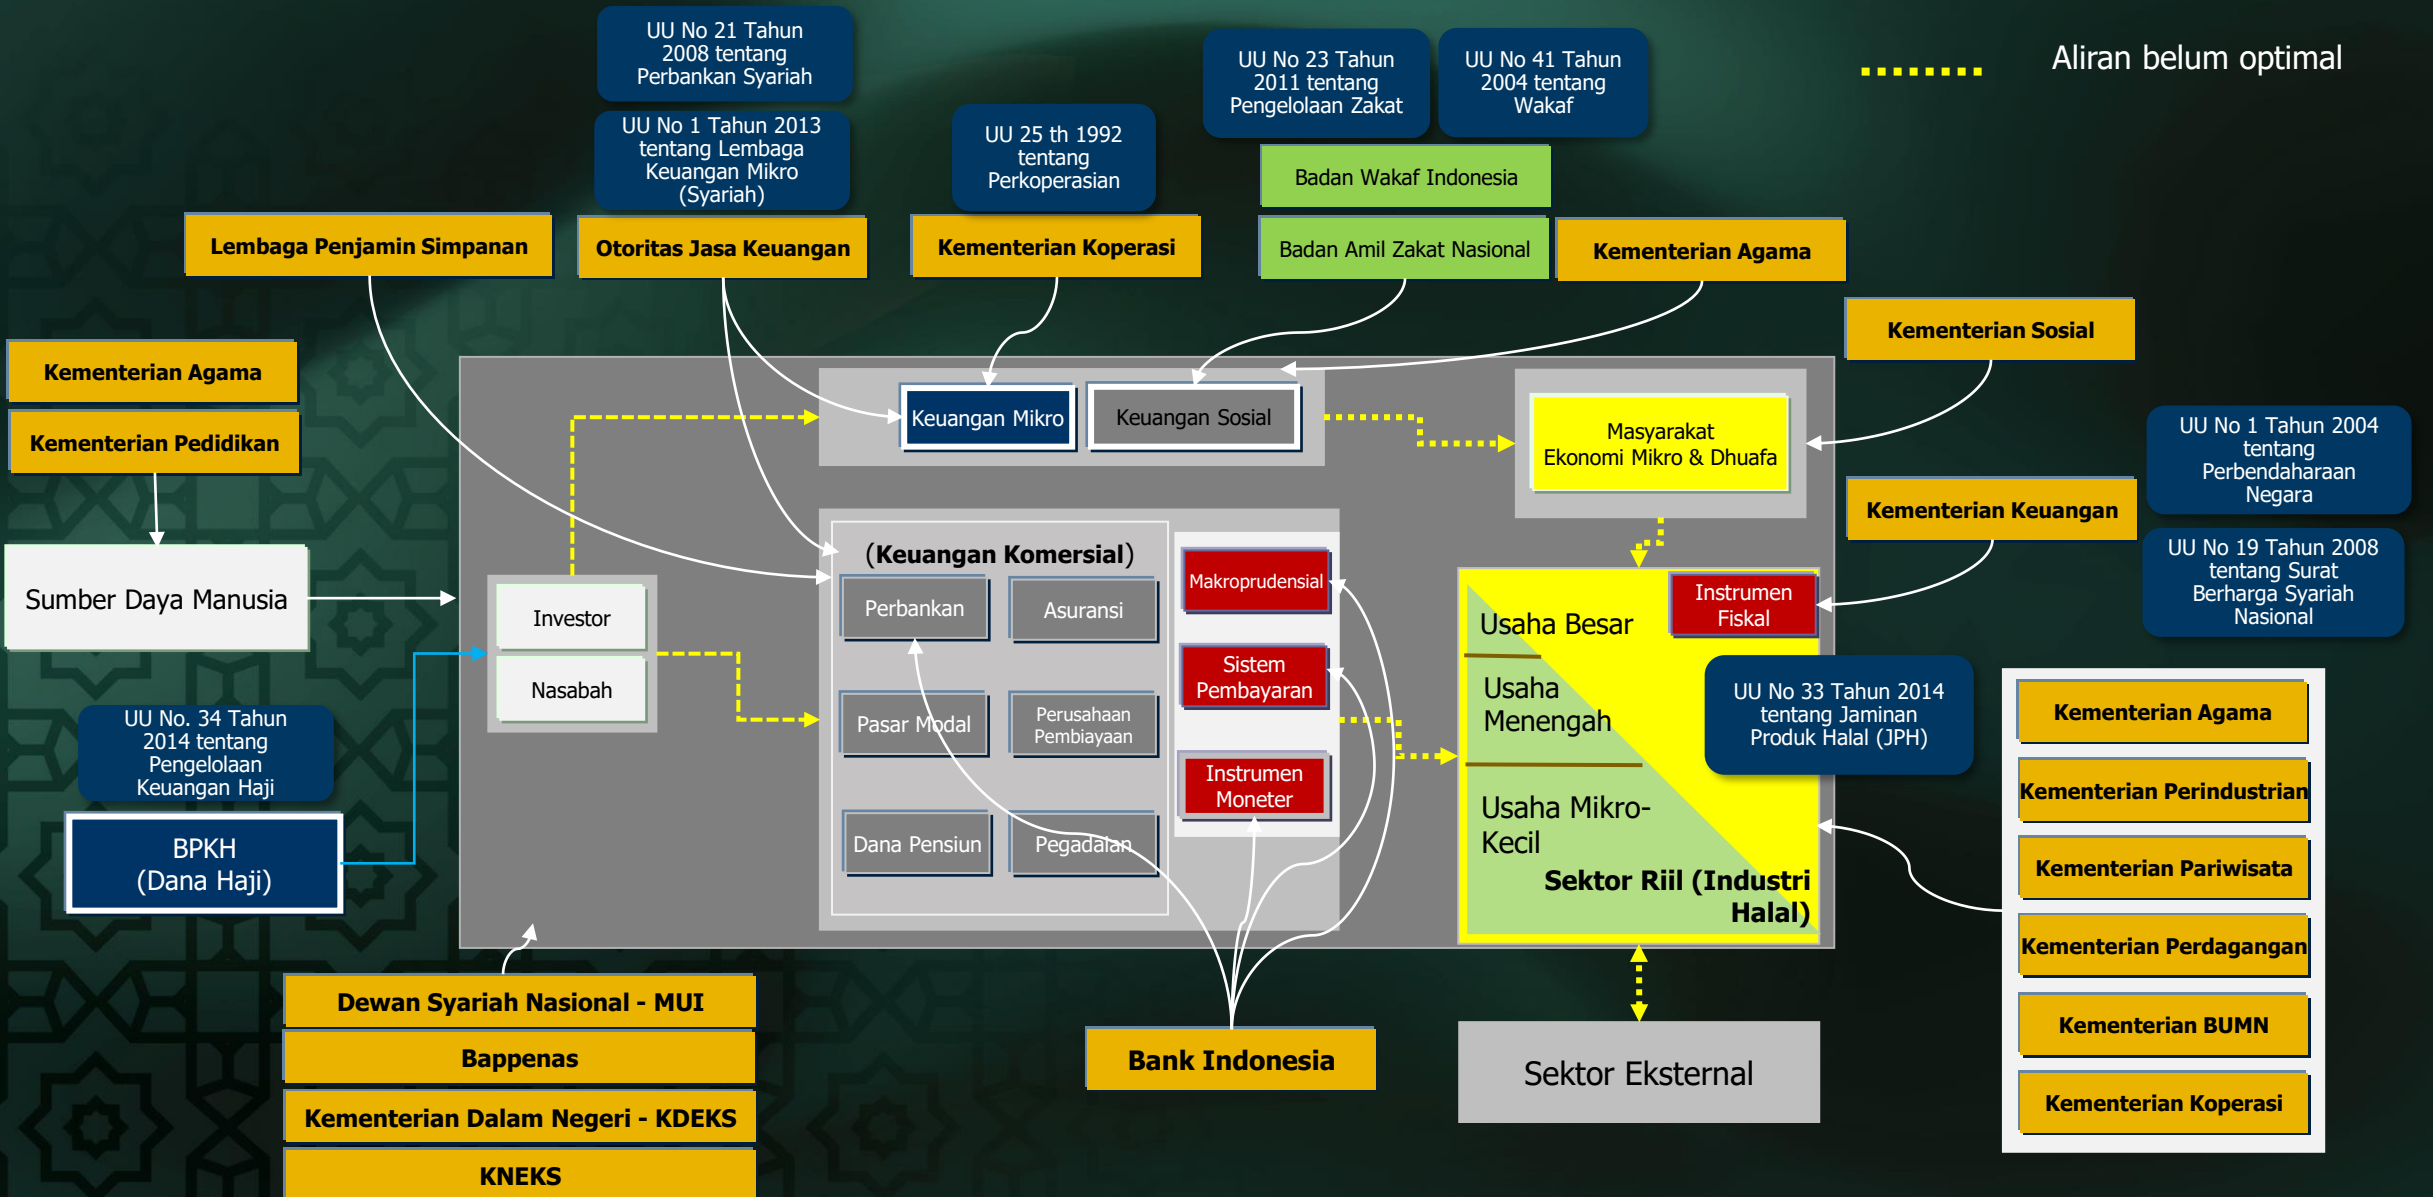 UU No 21 Tahun
2008 tentang
Perbankan Syariah
UU No 1 Tahun 2013
tentang Lembaga
Keuangan Mikro
(Syariah)
UU 25 th 1992
tentang
Perkoperasian
UU No 23 Tahun
2011 tentang
Pengelolaan Zakat
UU No 41 Tahun
2004 tentang
Wakaf
Aliran belum optimal
Badan Wakaf Indonesia
Lembaga Penjamin Simpanan
Otoritas Jasa Keuangan
Kementerian Koperasi
Badan Amil Zakat Nasional
Kementerian Agama
Kementerian Sosial
Kementerian Agama
Kementerian Pedidikan
Keuangan Mikro
Keuangan Sosial
Masyarakat
Ekonomi Mikro & Dhuafa
UU No 1 Tahun 2004
tentang
Perbendaharaan
Negara
Kementerian Keuangan
UU No 19 Tahun 2008
tentang Surat
Berharga Syariah
Nasional
Sumber Daya Manusia
Investor
Nasabah
(Keuangan Komersial)
Perbankan
Asuransi
Pasar Modal
Perusahaan
Pembiayaan
Dana Pensiun
Pegadaian
Makroprudensial
Sistem
Pembayaran
Instrumen
Moneter
Instrumen
Fiskal
Usaha Besar
Usaha
Menengah
Usaha Mikro-
Kecil
Sektor Riil (Industri
Halal)
UU No 33 Tahun 2014
tentang Jaminan
Produk Halal (JPH)
UU No. 34 Tahun
2014 tentang
Pengelolaan
Keuangan Haji
BPKH
(Dana Haji)
Kementerian Agama
Kementerian Perindustrian
Kementerian Pariwisata
Kementerian Perdagangan
Kementerian BUMN
Kementerian Koperasi
Dewan Syariah Nasional - MUI
Bappenas
Kementerian Dalam Negeri - KDEKS
KNEKS
Bank Indonesia
Sektor Eksternal